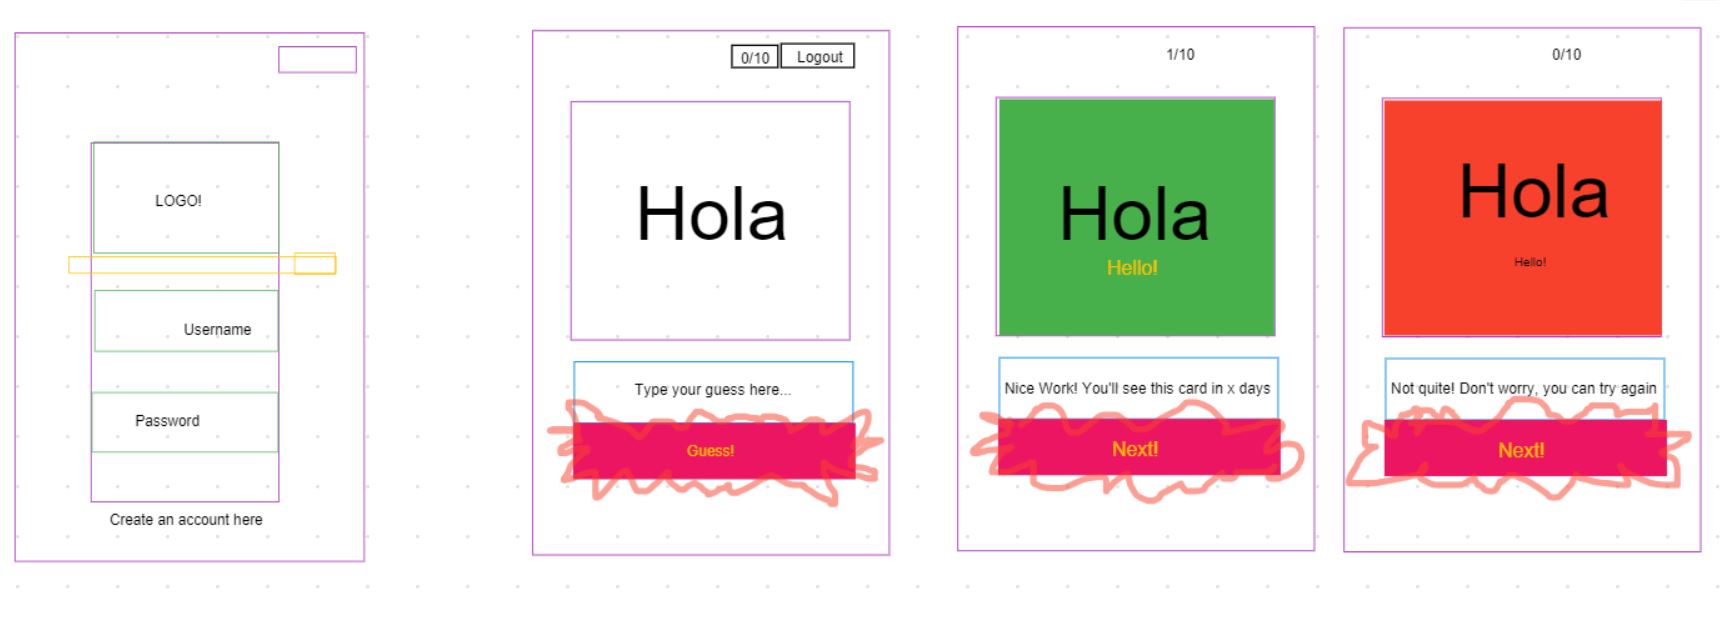 LOGO!
Username
Password
Create an account here
0/10
Logout
Hola
Type your guess here...
Guess!
1/10
Hola
Hello!
Nice Work! You'll see this card in x days
Next!
0/10
Hola
Hello!
Not quite! Don't worry, you can try again
Next!